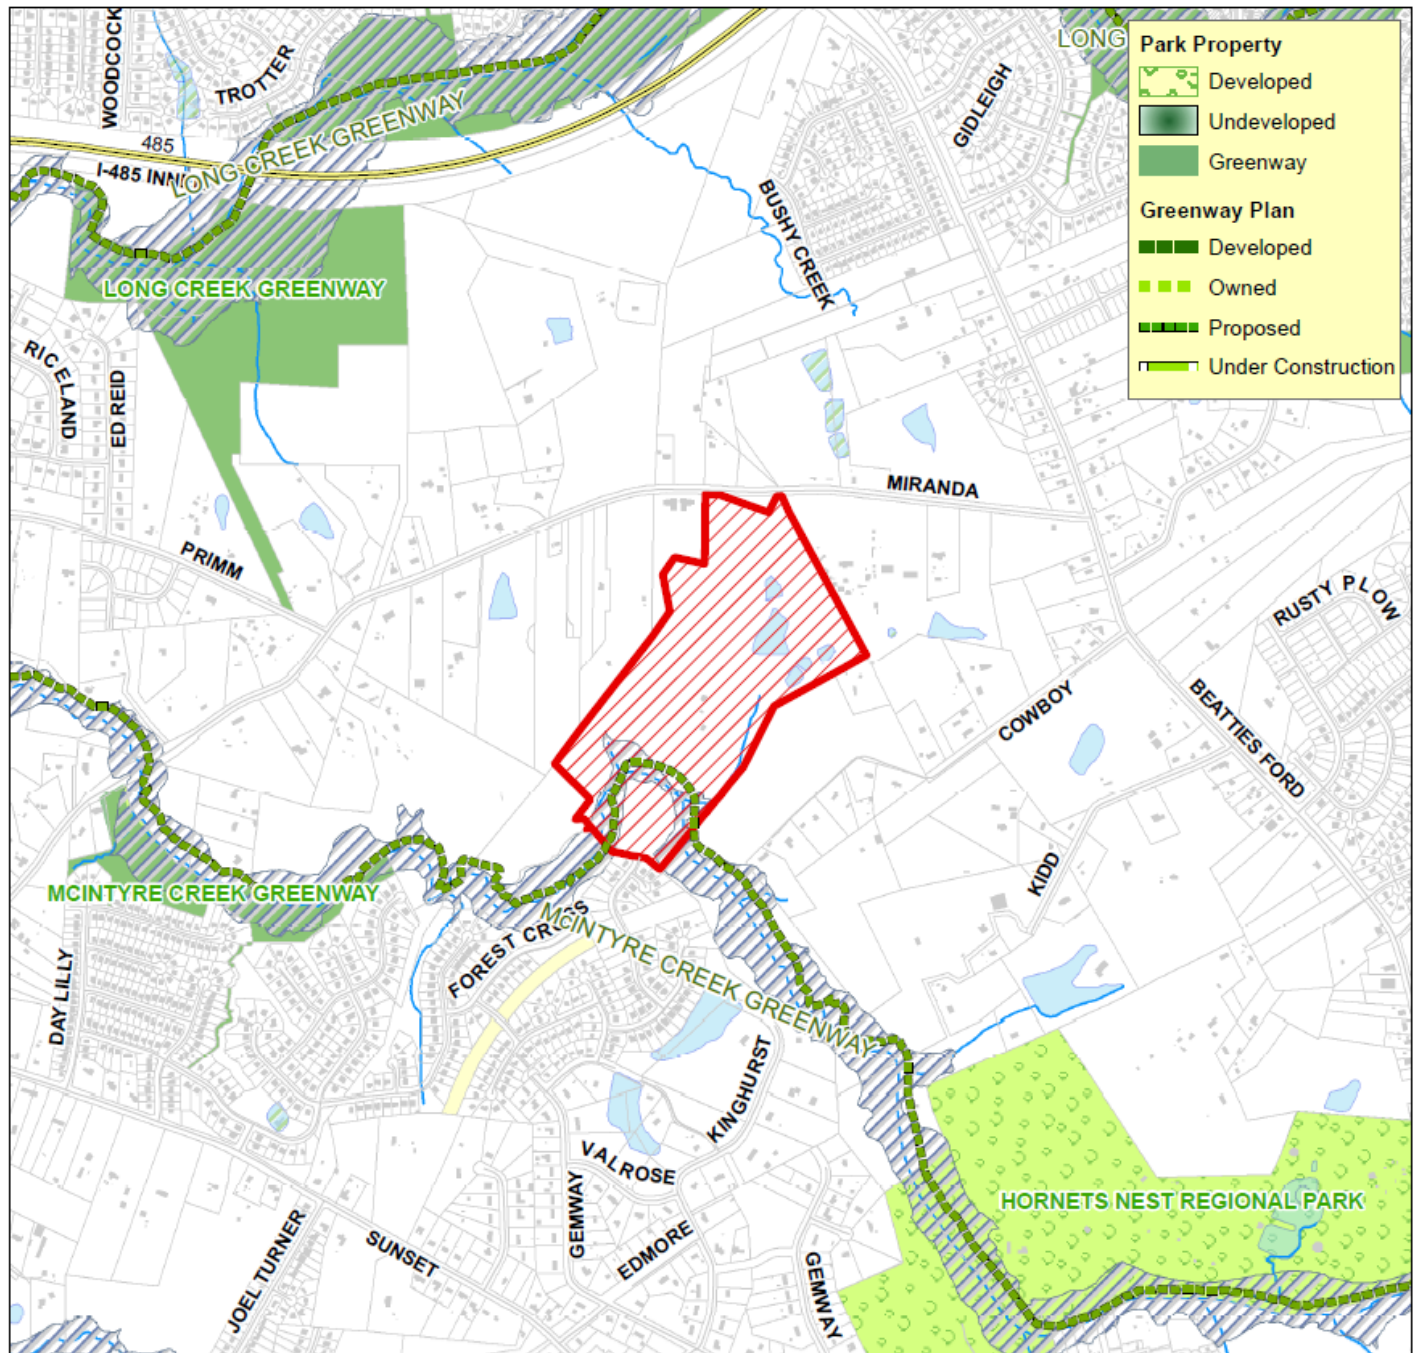 WOODCOCK
TROTTER
LONG
Park Property
Developed
Undeveloped
Greenway
Greenway Plan
Developed
Owned
Proposed
Under Construction
GIDLEIGH
485
I-485
LONG CREEK GREENWAY
BUSHY CREEK
LONG CREEK GREENWAY
RICELAND
ED REID
MIRANDA
PRIMM
RUSTY PLOW
COWBOY
BEATTIES FORD
KIDD
MCINTYRE CREEK GREENWAY
FOREST CROSS
MCINTYRE CREEK GREENWAY
DAY LILLY
KINGHURST
VALROSE
GEMWAY
EDMORE
HORNETS NEST REGIONAL PARK
JOEL TURNER
SUNSET
GEMWAY